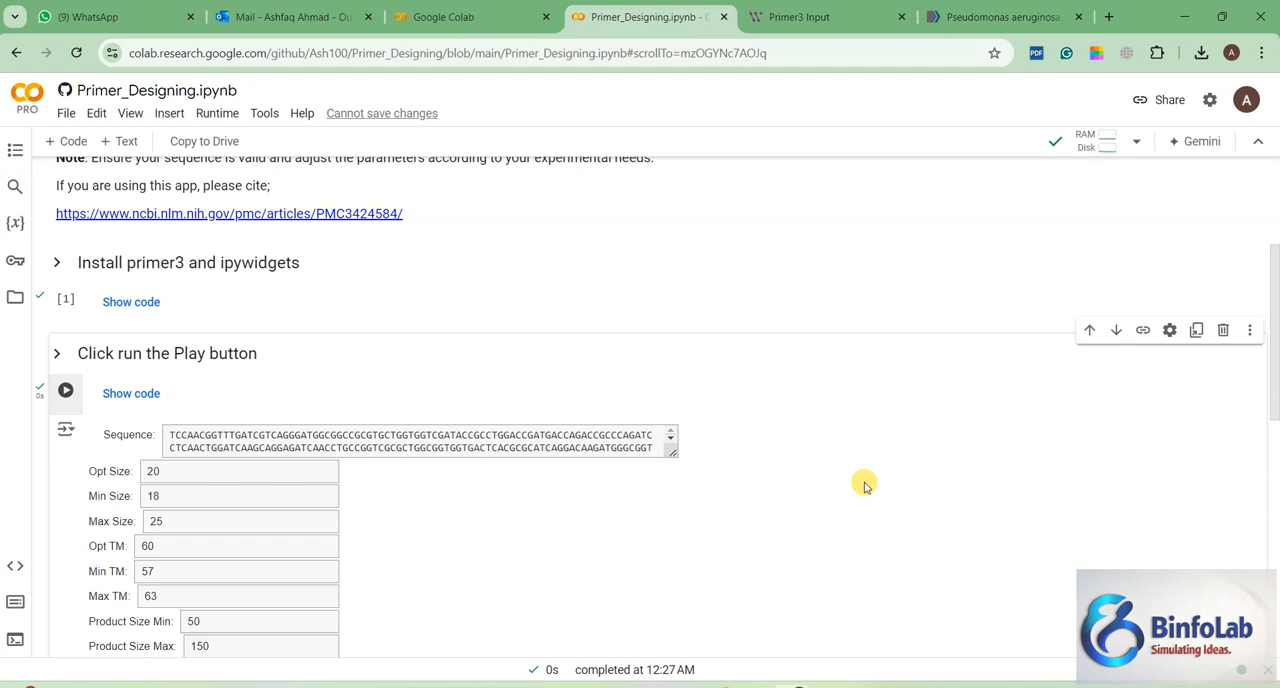 (9) WhatsApp
Mail - Ashfaq Ahmad - Ou
Google Colab
Primer_Designing.ipynb - C
Primer3 Input
Pseudomonas aeruginosa
colab.research.google.com/github/Ash100/Primer_Designing/blob/main/Primer_Designing.ipynb#scrollTo=mzOGYNc7AOJq
PDF
A
PRO
Primer_Designing.ipynb
File Edit View Insert Runtime Tools Help Cannot save changes
Share
A
+ Code + Text Copy to Drive
RAM
Disk
Gemini
Note: Ensure your sequence is valid and adjust the parameters according to your experimental needs.
If you are using this app, please cite;
https://www.ncbi.nlm.nih.gov/pmc/articles/PMC3424584/
{x}
Install primer3 and ipywidgets
[1] Show code
Click run the Play button
0s
Show code
Sequence: TCCAACGGTTTGATCGTCAGGGATGGCGGCCGCGTGCTGGTGGTCGATACCGCCTGGACCGATGACCAGACCGCCCAGATC
CTCAACTGGATCAAGCAGGAGATCAACCTGCCGGTCGCGCTGGCGGTGGTGACTCACGCGCATCAGGACAAGATGGGCGGT
Opt Size: 20
Min Size: 18
Max Size: 25
Opt TM: 60
Min TM: 57
Max TM: 63
Product Size Min: 50
Product Size Max: 150
0s completed at 12:27 AM
BinfoLab
Simulating Ideas.